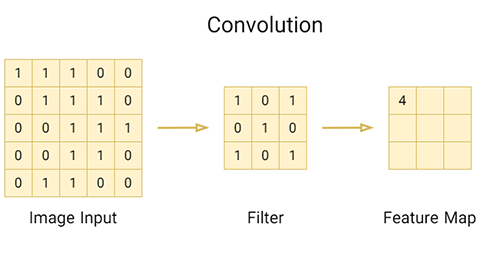 Convolution
1 1 1 0 0
0 1 1 1 0
0 0 1 1 1
0 0 1 1 0
0 1 1 0 0
1 0 1
0 1 0
1 0 1
4
Image Input
Filter
Feature Map